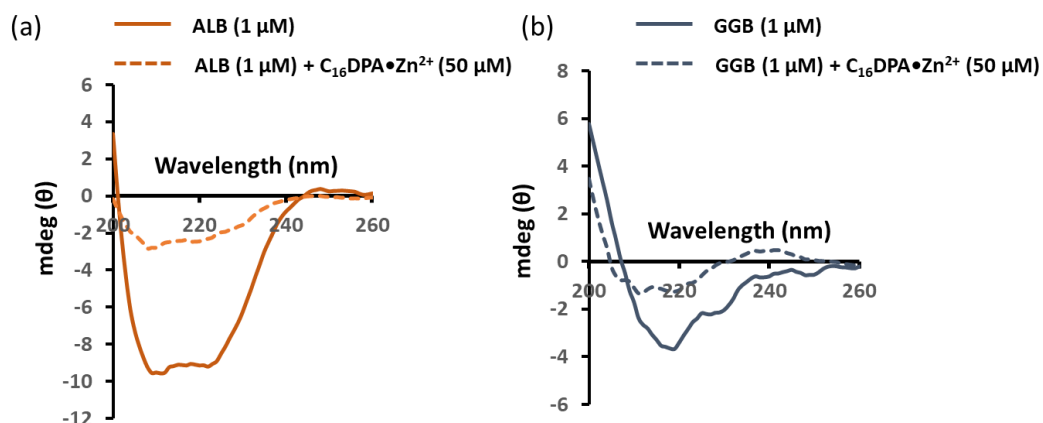 (a)
ALB (1 µM)
ALB (1 µM) + C₁₆DPA•Zn²⁺ (50 µM)
6
4
2
0
-2
-4
-6
-8
-10
-12
mdeg (θ)
Wavelength (nm)
200
220
240
260
(b)
GGB (1 µM)
GGB (1 µM) + C₁₆DPA•Zn²⁺ (50 µM)
8
6
4
2
0
-2
-4
-6
mdeg (θ)
Wavelength (nm)
200
220
240
260